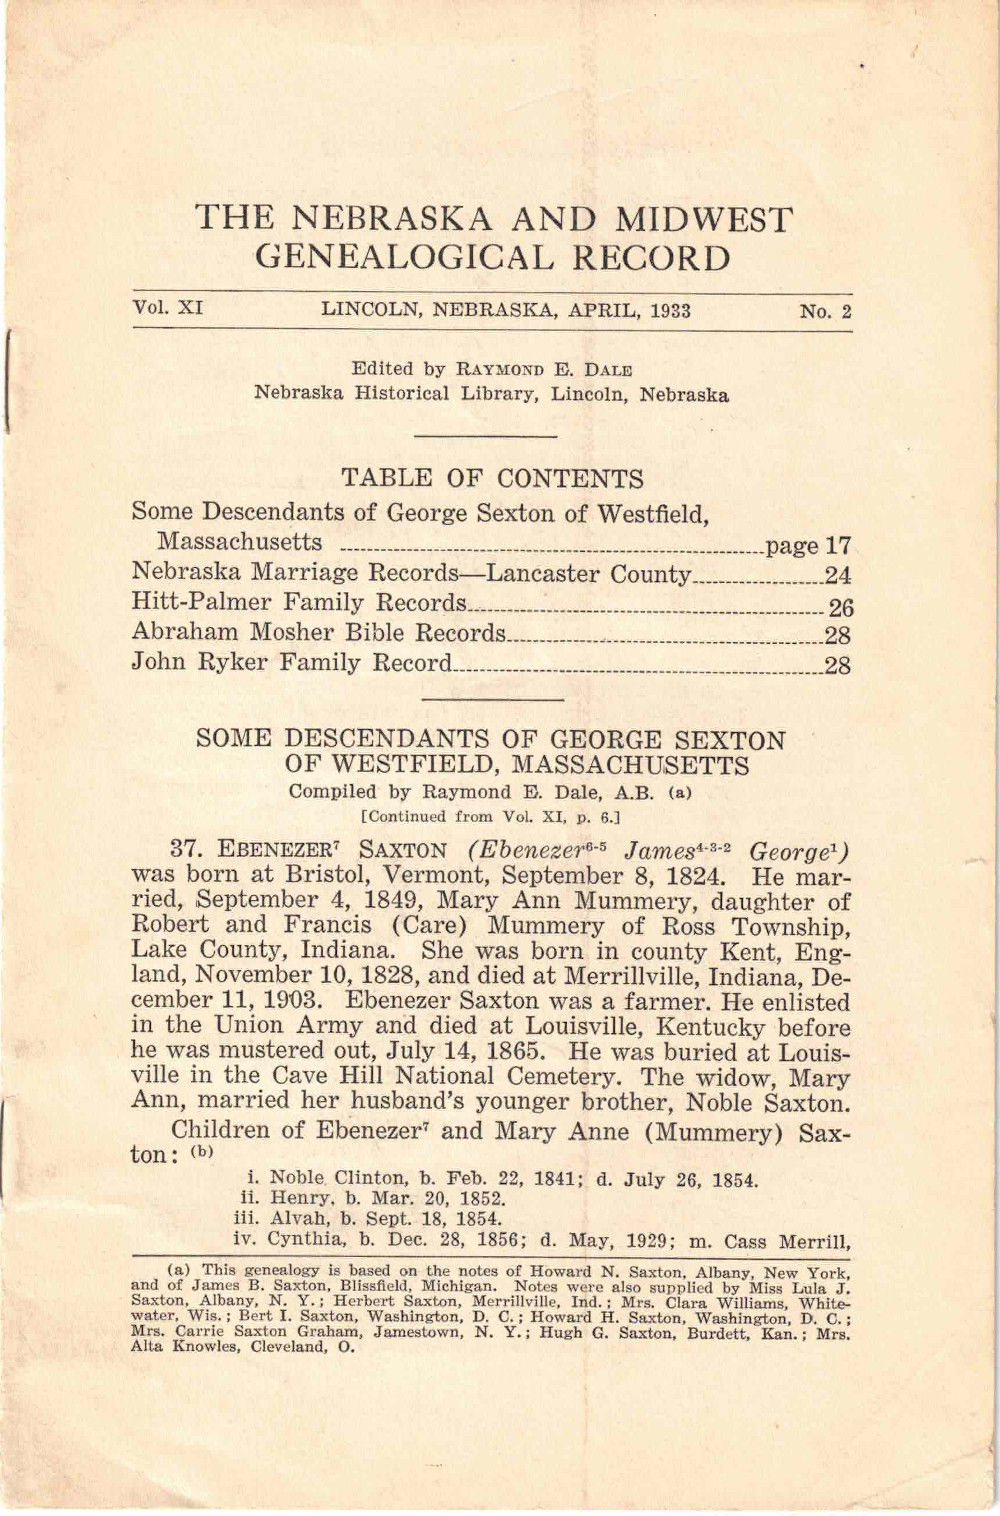 THE NEBRASKA AND MIDWEST
GENEALOGICAL RECORD
Vol. XI LINCOLN, NEBRASKA, APRIL, 1933 No. 2
Edited by RAYMOND E. DALE
Nebraska Historical Library, Lincoln, Nebraska
TABLE OF CONTENTS
Some Descendants of George Sexton of Westfield,
Massachusetts page 17
Nebraska Marriage Records—Lancaster County 24
Hitt-Palmer Family Records 26
Abraham Mosher Bible Records 28
John Ryker Family Record 28
SOME DESCENDANTS OF GEORGE SEXTON
OF WESTFIELD, MASSACHUSETTS
Compiled by Raymond E. Dale, A.B. (a)
[Continued from Vol. XI, p. 6.]
37. EBENEZER⁷ SAXTON (Ebenezer⁶⁻⁵ James⁴⁻³⁻² George¹)
was born at Bristol, Vermont, September 8, 1824. He mar-
ried, September 4, 1849, Mary Ann Mummery, daughter of
Robert and Francis (Care) Mummery of Ross Township,
Lake County, Indiana. She was born in county Kent, Eng-
land, November 10, 1828, and died at Merrillville, Indiana, De-
cember 11, 1903. Ebenezer Saxton was a farmer. He enlisted
in the Union Army and died at Louisville, Kentucky before
he was mustered out, July 14, 1865. He was buried at Louis-
ville in the Cave Hill National Cemetery. The widow, Mary
Ann, married her husband's younger brother, Noble Saxton.
Children of Ebenezer⁷ and Mary Anne (Mummery) Sax-
ton: (b)
i. Noble Clinton, b. Feb. 22, 1841; d. July 26, 1854.
ii. Henry, b. Mar. 20, 1852.
iii. Alvah, b. Sept. 18, 1854.
iv. Cynthia, b. Dec. 28, 1856; d. May, 1929; m. Cass Merrill,
(a) This genealogy is based on the notes of Howard N. Saxton, Albany, New York,
and of James B. Saxton, Blissfield, Michigan. Notes were also supplied by Miss Lula J.
Saxton, Albany, N. Y.; Herbert Saxton, Merrillville, Ind.; Mrs. Clara Williams, White-
water, Wis.; Bert I. Saxton, Washington, D. C.; Howard H. Saxton, Washington, D. C.;
Mrs. Carrie Saxton Graham, Jamestown, N. Y.; Hugh G. Saxton, Burdett, Kan.; Mrs.
Alta Knowles, Cleveland, O.